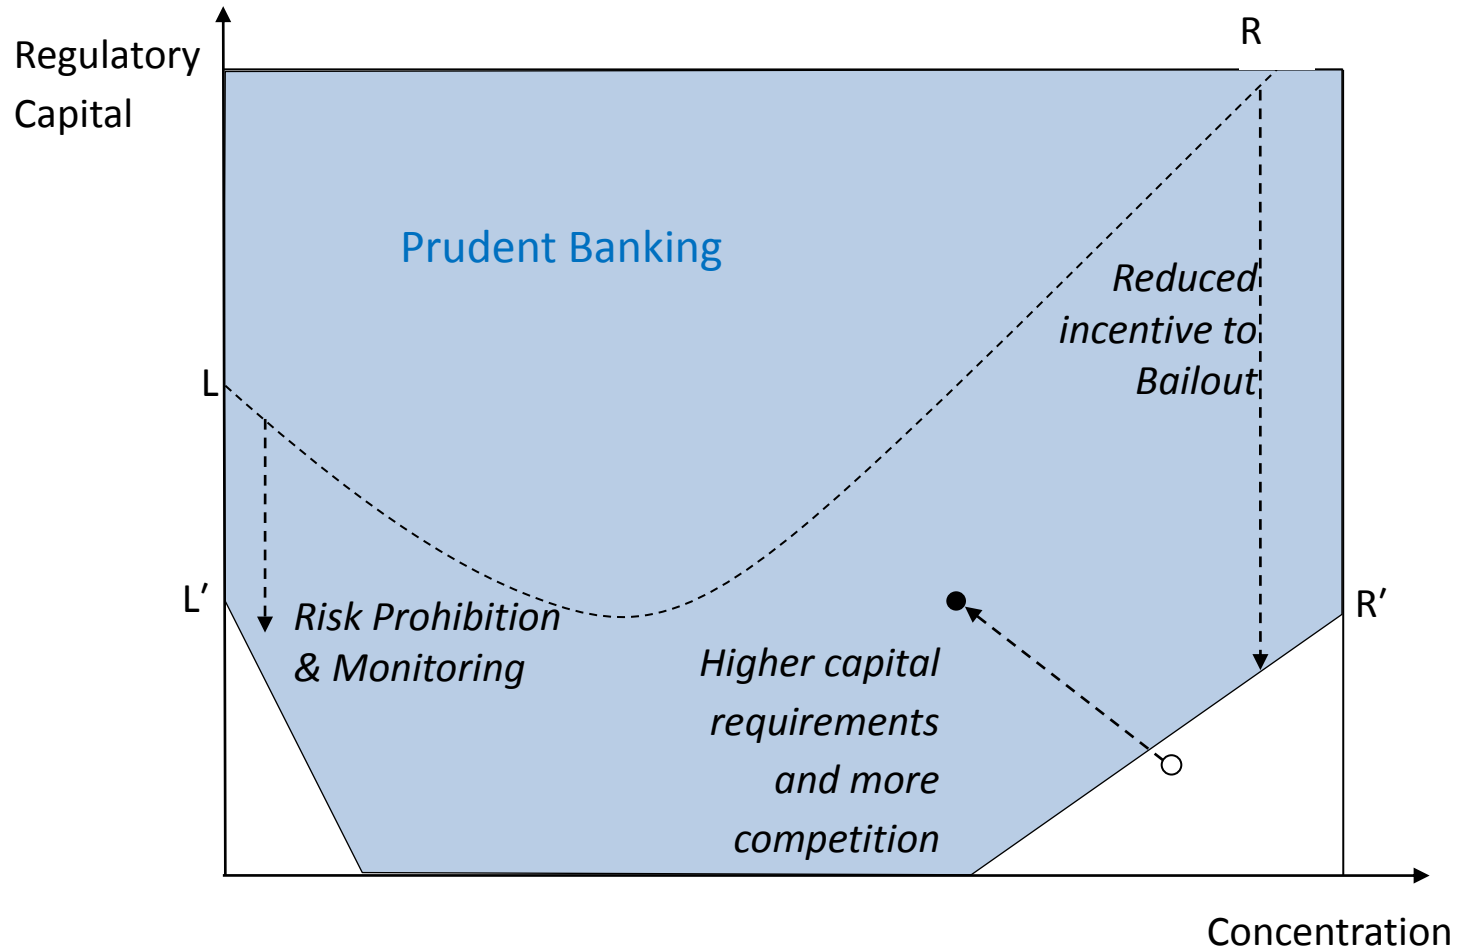 R
Regulatory
Capital
Prudent Banking
Reduced
incentive to
Bailout
L
L′
R′
Risk Prohibition
& Monitoring
Higher capital
requirements
and more
competition
Concentration